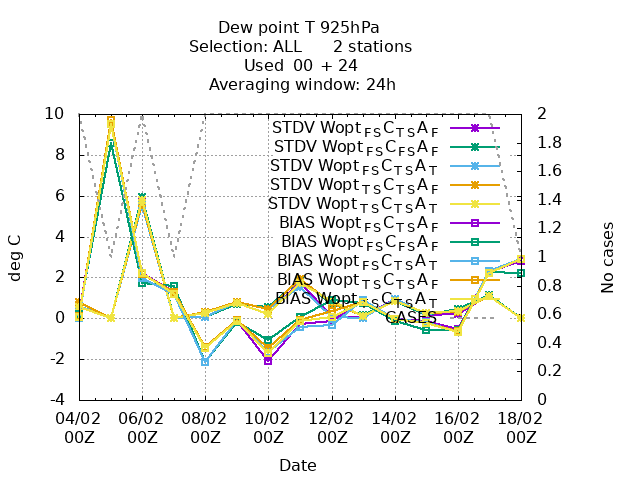 Dew point T 925hPa
Selection: ALL 2 stations
Used 00 + 24
Averaging window: 24h
10
8
6
4
2
0
-2
-4
deg C
2
1.8
1.6
1.4
1.2
1
0.8
0.6
0.4
0.2
0
No cases
STDV Wopt FS C TS A F
STDV Wopt FS C FS A F
STDV Wopt FS C TS A T
STDV Wopt TS C TS A F
STDV Wopt TS C TS A T
BIAS Wopt FS C TS A F
BIAS Wopt FS C FS A F
BIAS Wopt FS C TS A T
BIAS Wopt TS C TS A F
BIAS Wopt TS C TS A T
CASES
04/02 06/02 08/02 10/02 12/02 14/02 16/02 18/02
00Z 00Z 00Z 00Z 00Z 00Z 00Z 00Z
Date